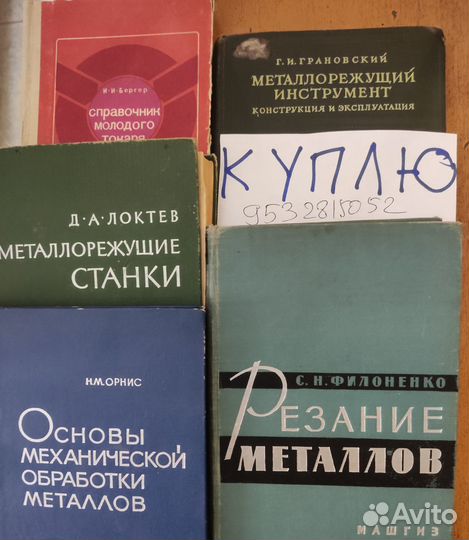 И·И·Бергер
справочник
молодого
токаря
Г. И. ГРАНОВСКИЙ
МЕТАЛЛОРЕЖУЩИЙ
ИНСТРУМЕНТ
КОНСТРУКЦИЯ И ЭКСПЛУАТАЦИЯ
КУПЛЮ
9532815052
Д·А·ЛОКТЕВ
МЕТАЛЛОРЕЖУЩИЕ
СТАНКИ
Н.М.ОРНИС
ОСНОВЫ
МЕХАНИЧЕСКОЙ
ОБРАБОТКИ
МЕТАЛЛОВ
С. Н. ФИЛОНЕНКО
РЕЗАНИЕ
МЕТАЛЛОВ
МАШГИЗ
Avito